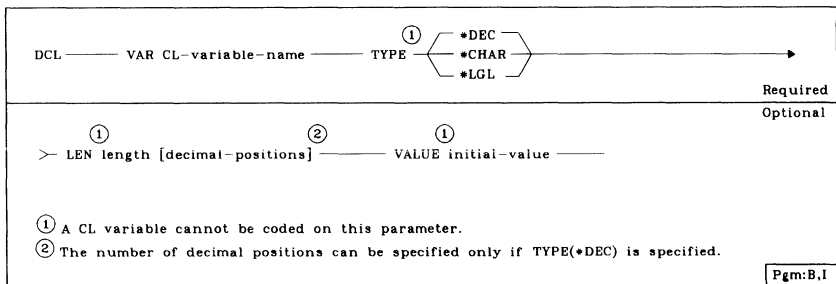 ① *DEC
DCL VAR CL-variable-name TYPE *CHAR
*LGL
Required
Optional
① ② ①
LEN length [decimal-positions] VALUE initial-value
① A CL variable cannot be coded on this parameter.
② The number of decimal positions can be specified only if TYPE(*DEC) is specified.
Pgm:B,I